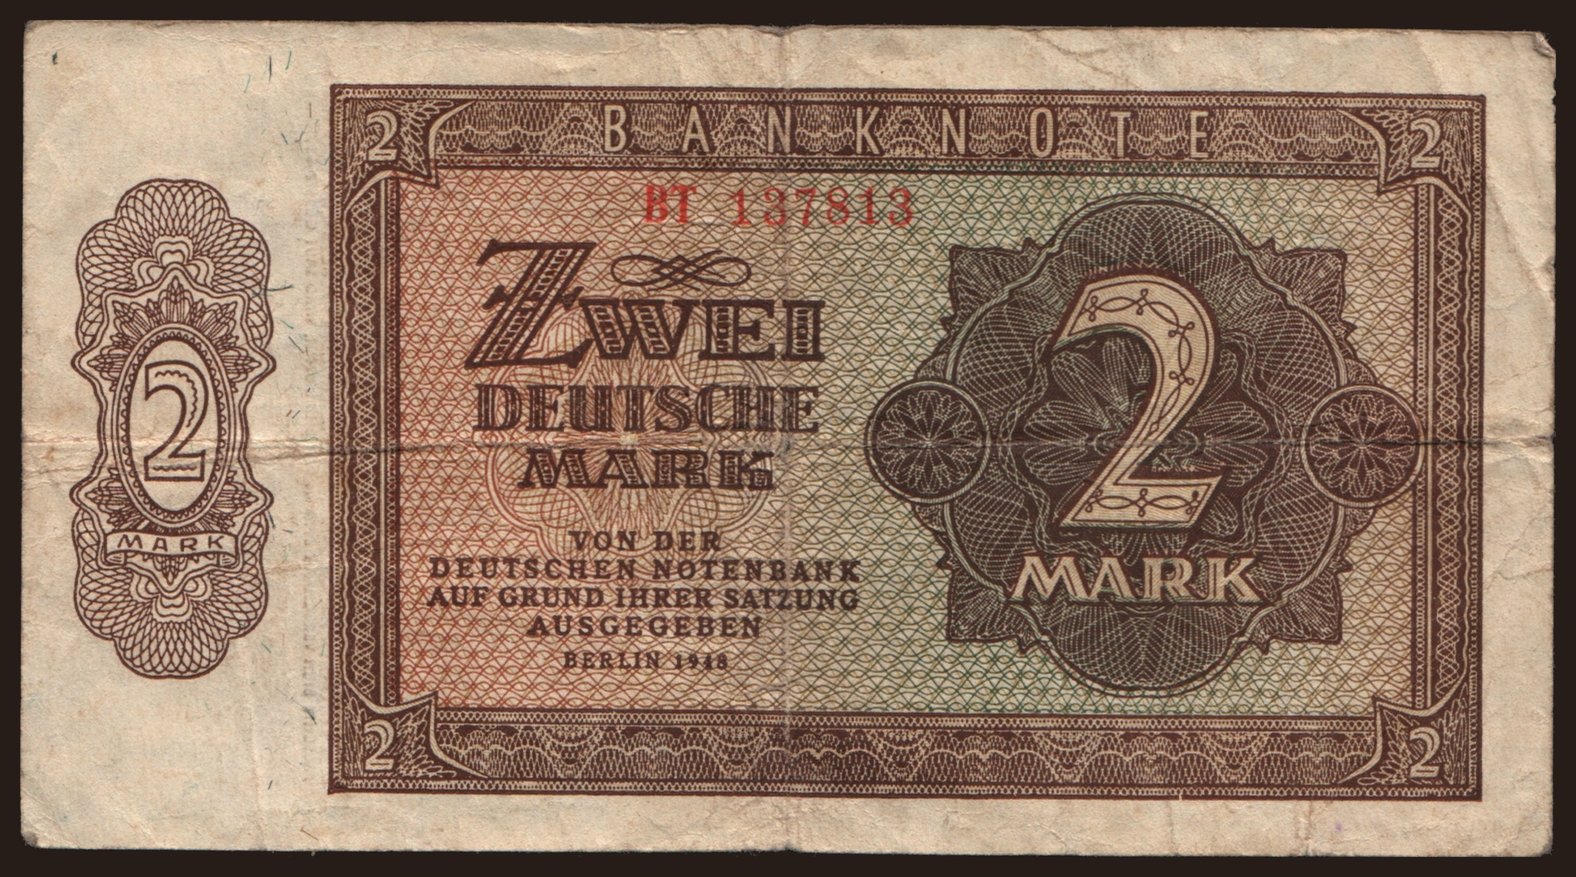 2 BANKNOTE 2
BT 137813
ZWEI
DEUTSCHE
MARK
VON DER
DEUTSCHEN NOTENBANK
AUF GRUND IHRER SATZUNG
AUSGEGEBEN
BERLIN 1948
2
MARK
2
MARK
2
2